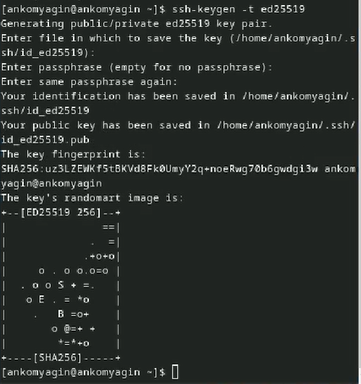 [ankomyagin@ankomyagin ~]$ ssh-keygen -t ed25519
Generating public/private ed25519 key pair.
Enter file in which to save the key (/home/ankomyagin/.s
sh/id_ed25519):
Enter passphrase (empty for no passphrase):
Enter same passphrase again:
Your identification has been saved in /home/ankomyagin/.
ssh/id_ed25519
Your public key has been saved in /home/ankomyagin/.ssh/
id_ed25519.pub
The key fingerprint is:
SHA256:uz3LZEWKf5tBKVd8Fk0UmyY2q+noeRwg70b6gwdgi3w ankom
yagin@ankomyagin
The key's randomart image is:
+--[ED25519 256]--+
|               ==|
|             .  =|
|            .+o+o|
|     o . o o.o=o |
|  . o o S + =.   |
|   o E . = *o    |
|    .   B =o+    |
|       o @=+ +   |
|        *=*+o    |
+----[SHA256]-----+
[ankomyagin@ankomyagin ~]$